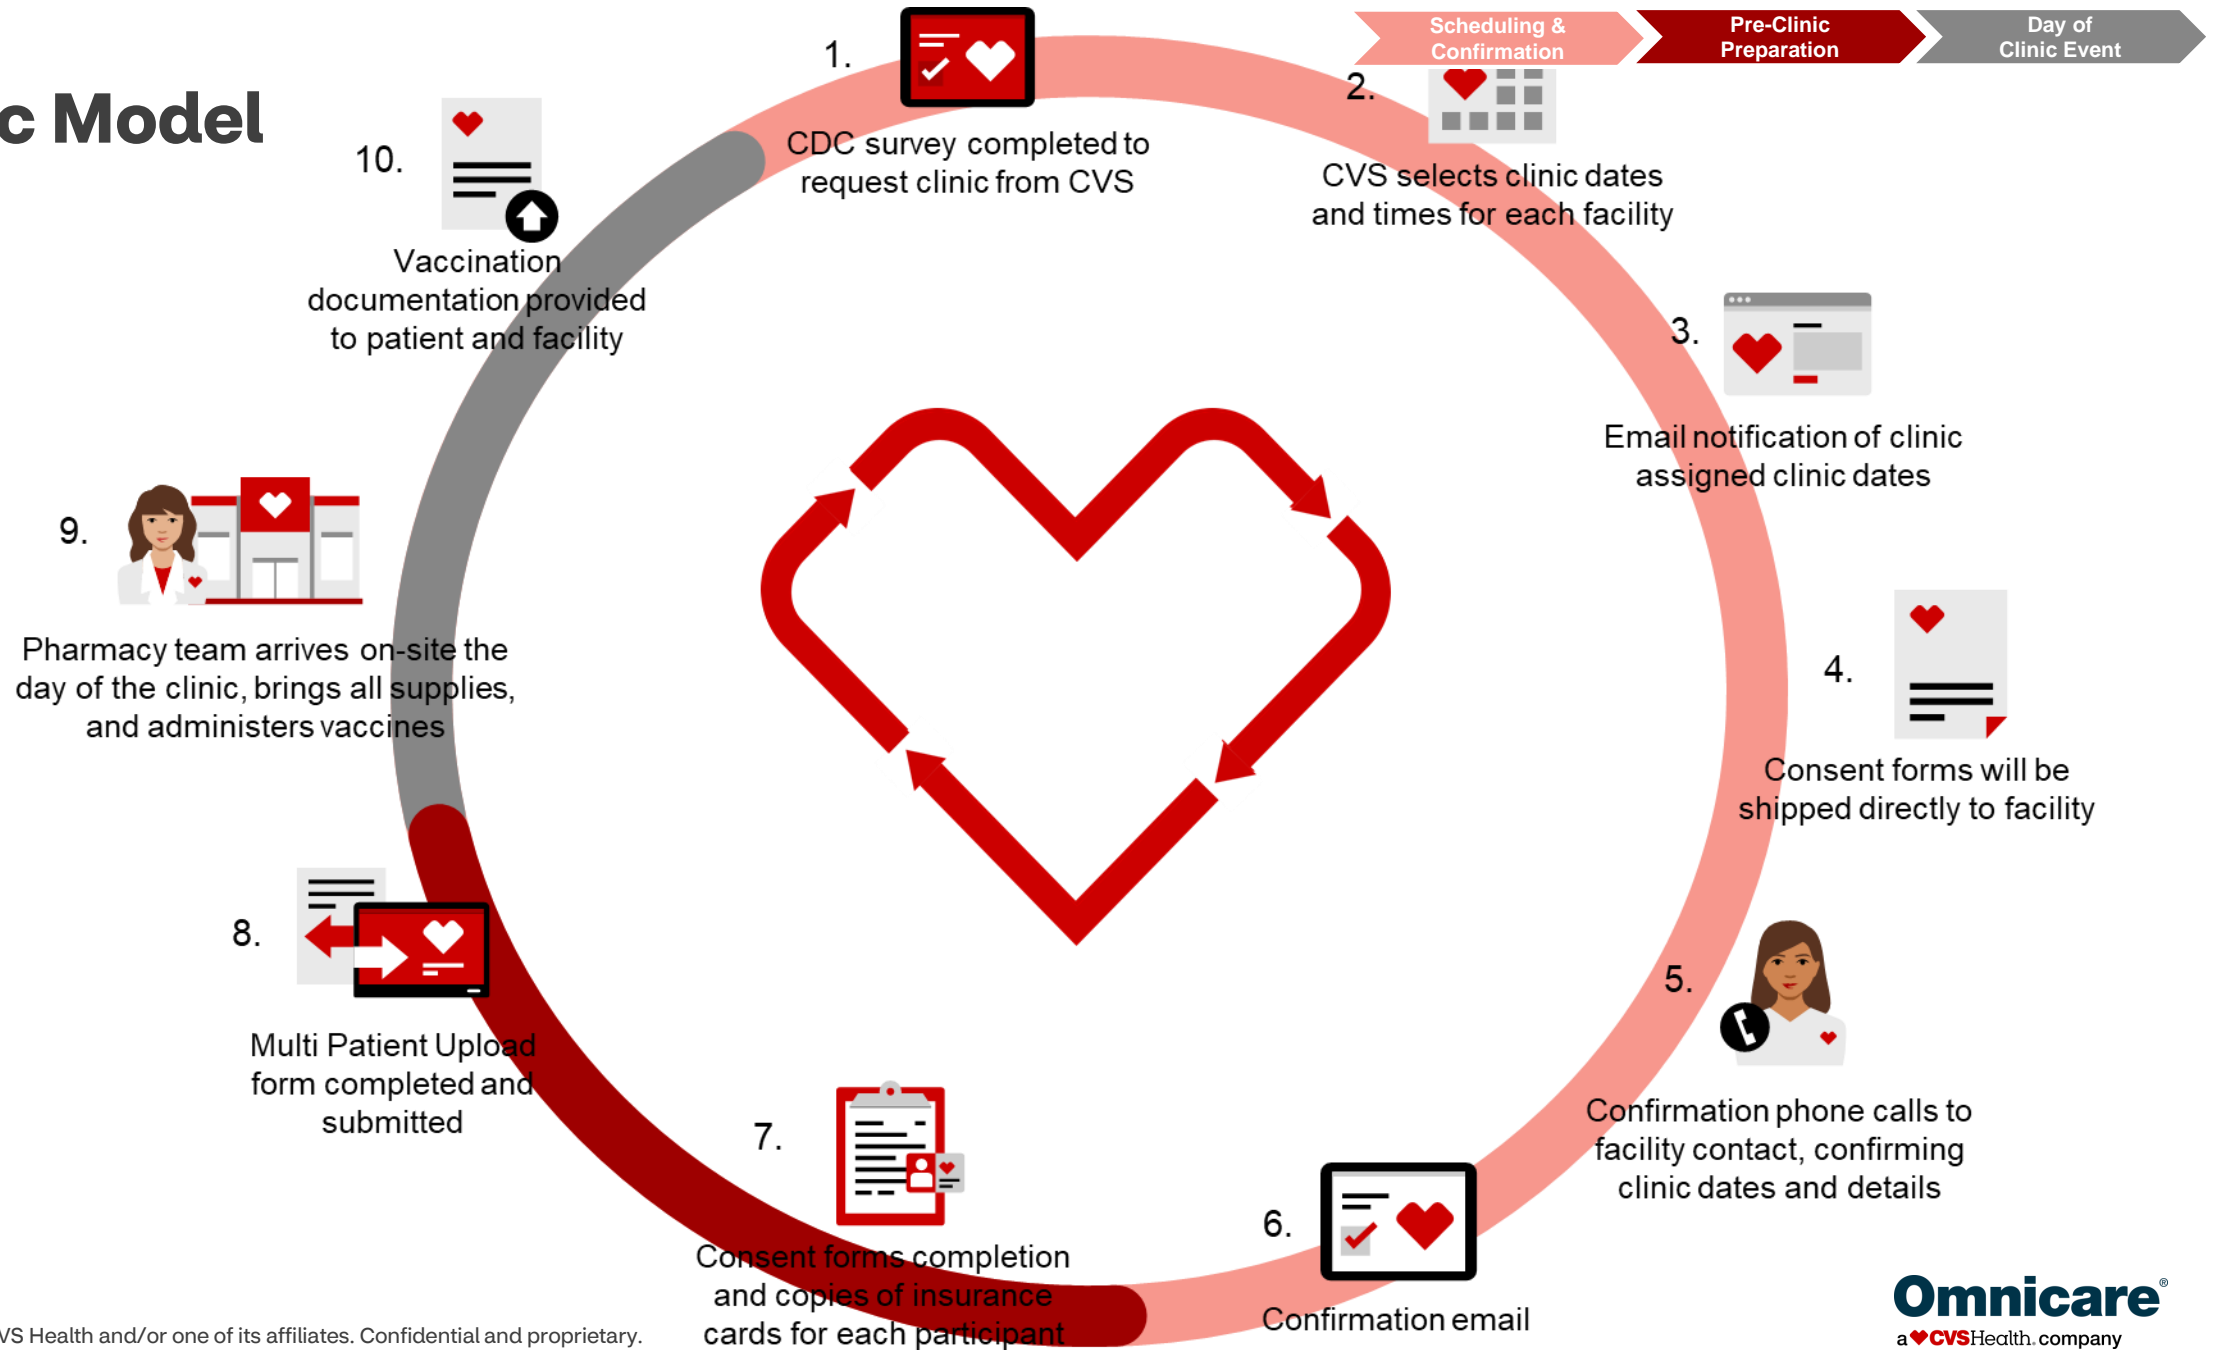 Scheduling &
Confirmation
Pre-Clinic
Preparation
Day of
Clinic Event
c Model
1.
CDC survey completed to
request clinic from CVS
2.
CVS selects clinic dates
and times for each facility
3.
Email notification of clinic
assigned clinic dates
4.
Consent forms will be
shipped directly to facility
5.
Confirmation phone calls to
facility contact, confirming
clinic dates and details
6.
Confirmation email
7.
Consent forms completion
and copies of insurance
cards for each participant
8.
Multi Patient Upload
form completed and
submitted
9.
Pharmacy team arrives on-site the
day of the clinic, brings all supplies,
and administers vaccines
10.
Vaccination
documentation provided
to patient and facility
VS Health and/or one of its affiliates. Confidential and proprietary.
Omnicare®
a CVSHealth. company